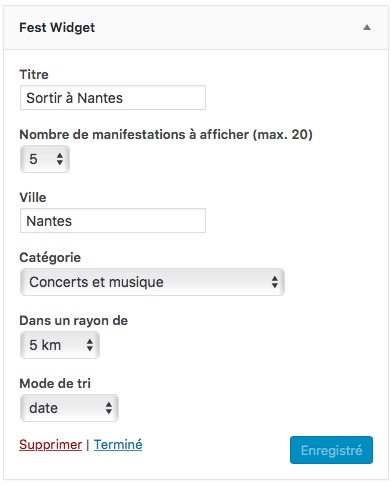 Fest Widget
Titre
Sortir à Nantes
Nombre de manifestations à afficher (max. 20)
5
Ville
Nantes
Catégorie
Concerts et musique
Dans un rayon de
5 km
Mode de tri
date
Supprimer | Terminé
Enregistré